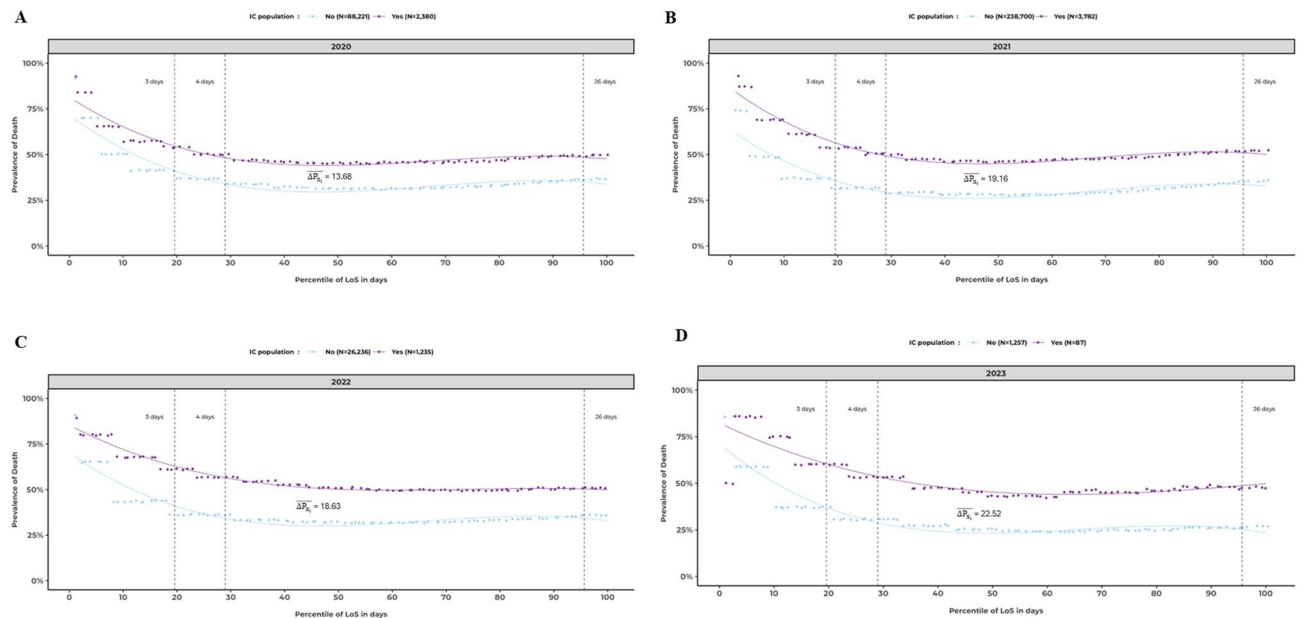 A
IC population : No (N=88,221) Yes (N=2,380)
2020
100%
75%
50%
25%
0%
Prevalence of Death
3 days
4 days
26 days
ΔPxi = 13.68
0 10 20 30 40 50 60 70 80 90 100
Percentile of LoS in days
B
IC population : No (N=238,700) Yes (N=3,782)
2021
100%
75%
50%
25%
0%
Prevalence of Death
3 days
4 days
26 days
ΔPxi = 19.16
0 10 20 30 40 50 60 70 80 90 100
Percentile of LoS in days
C
IC population : No (N=26,236) Yes (N=1,235)
2022
100%
75%
50%
25%
0%
Prevalence of Death
3 days
4 days
26 days
ΔPxi = 18.63
0 10 20 30 40 50 60 70 80 90 100
Percentile of LoS in days
D
IC population : No (N=1,257) Yes (N=87)
2023
100%
75%
50%
25%
0%
Prevalence of Death
3 days
4 days
26 days
ΔPxi = 22.52
0 10 20 30 40 50 60 70 80 90 100
Percentile of LoS in days